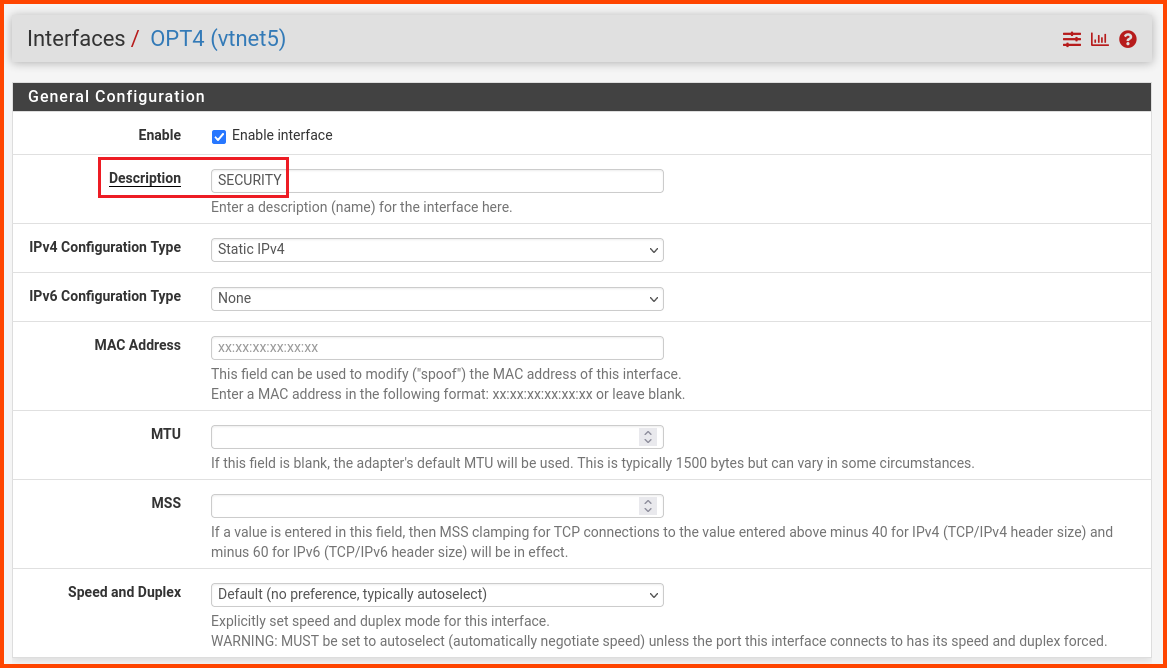 Interfaces / OPT4 (vtnet5)
General Configuration
Enable Enable interface
Description SECURITY
Enter a description (name) for the interface here.
IPv4 Configuration Type Static IPv4
IPv6 Configuration Type None
MAC Address xx:xx:xx:xx:xx:xx
This field can be used to modify ("spoof") the MAC address of this interface.
Enter a MAC address in the following format: xx:xx:xx:xx:xx:xx or leave blank.
MTU
If this field is blank, the adapter's default MTU will be used. This is typically 1500 bytes but can vary in some circumstances.
MSS
If a value is entered in this field, then MSS clamping for TCP connections to the value entered above minus 40 for IPv4 (TCP/IPv4 header size) and
minus 60 for IPv6 (TCP/IPv6 header size) will be in effect.
Speed and Duplex Default (no preference, typically autoselect)
Explicitly set speed and duplex mode for this interface.
WARNING: MUST be set to autoselect (automatically negotiate speed) unless the port this interface connects to has its speed and duplex forced.